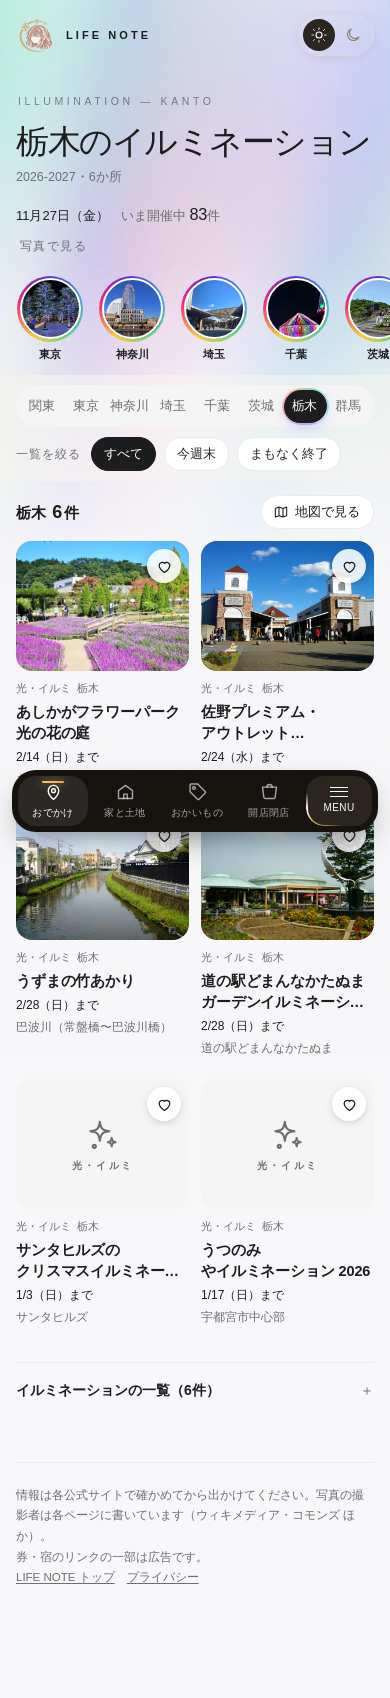 LIFE NOTE
ILLUMINATION — KANTO
栃木のイルミネーション
2026-2027・6か所
11月27日（金） いま開催中 83件
写真で見る
東京 神奈川 埼玉 千葉 茨城
関東 東京 神奈川 埼玉 千葉 茨城 栃木 群馬
一覧を絞る すべて 今週末 まもなく終了
栃木 6件 地図で見る
光・イルミ 栃木
あしかがフラワーパーク
光の花の庭
2/14（日）まで
光・イルミ 栃木
佐野プレミアム・
アウトレット…
2/24（水）まで
おでかけ 家と土地 おかいもの 開店閉店 MENU
光・イルミ 栃木
うずまの竹あかり
2/28（日）まで
巴波川（常盤橋〜巴波川橋）
光・イルミ 栃木
道の駅どまんなかたぬま
ガーデンイルミネーシ…
2/28（日）まで
道の駅どまんなかたぬま
光・イルミ
光・イルミ 栃木
サンタヒルズの
クリスマスイルミネー…
1/3（日）まで
サンタヒルズ
光・イルミ
光・イルミ 栃木
うつのみ
やイルミネーション 2026
1/17（日）まで
宇都宮市中心部
イルミネーションの一覧（6件） +
情報は各公式サイトで確かめてから出かけてください。写真の撮
影者は各ページに書いています（ウィキメディア・コモンズ ほ
か）。
券・宿のリンクの一部は広告です。
LIFE NOTE トップ プライバシー